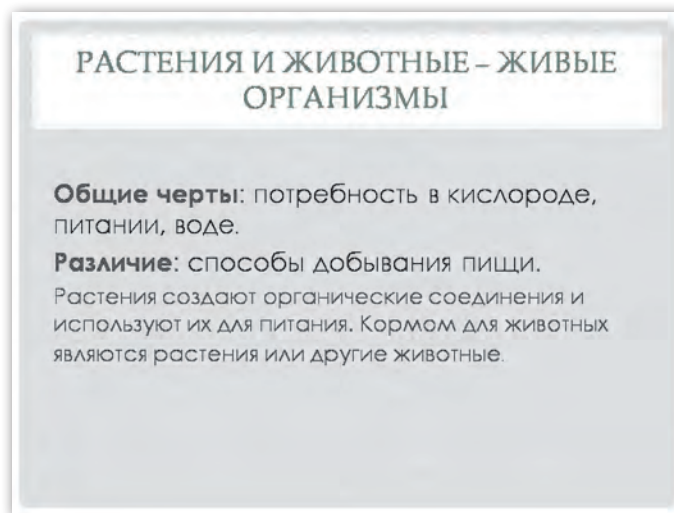 РАСТЕНИЯ И ЖИВОТНЫЕ – ЖИВЫЕ
ОРГАНИЗМЫ
Общие черты: потребность в кислороде,
питании, воде.
Различие: способы добывания пищи.
Растения создают органические соединения и
используют их для питания. Кормом для животных
являются растения или другие животные.